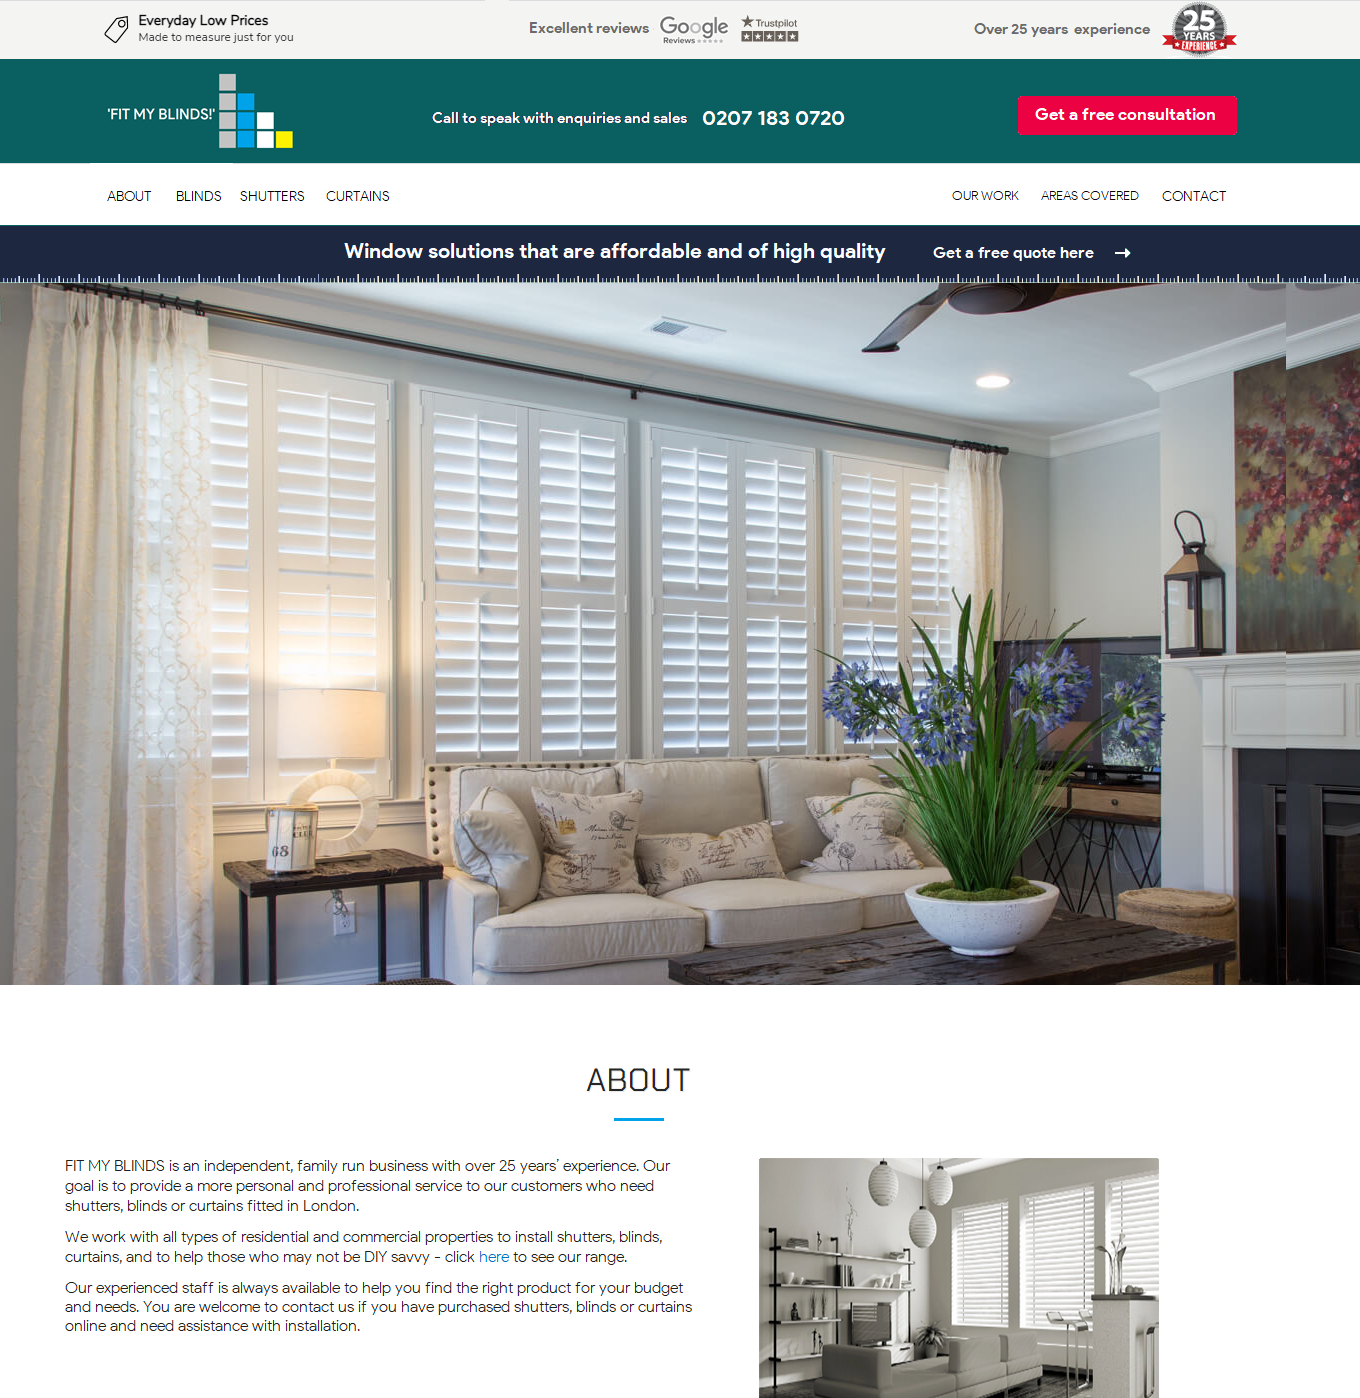 Everyday Low Prices
Made to measure just for you
Excellent reviews
Google
Reviews
Trustpilot
Over 25 years experience
25
YEARS
EXPERIENCE
'FIT MY BLINDS!'
Call to speak with enquiries and sales 0207 183 0720
Get a free consultation
ABOUT BLINDS SHUTTERS CURTAINS OUR WORK AREAS COVERED CONTACT
Window solutions that are affordable and of high quality Get a free quote here →
68
ABOUT
FIT MY BLINDS is an independent, family run business with over 25 years’ experience. Our
goal is to provide a more personal and professional service to our customers who need
shutters, blinds or curtains fitted in London.
We work with all types of residential and commercial properties to install shutters, blinds,
curtains, and to help those who may not be DIY savvy - click here to see our range.
Our experienced staff is always available to help you find the right product for your budget
and needs. You are welcome to contact us if you have purchased shutters, blinds or curtains
online and need assistance with installation.